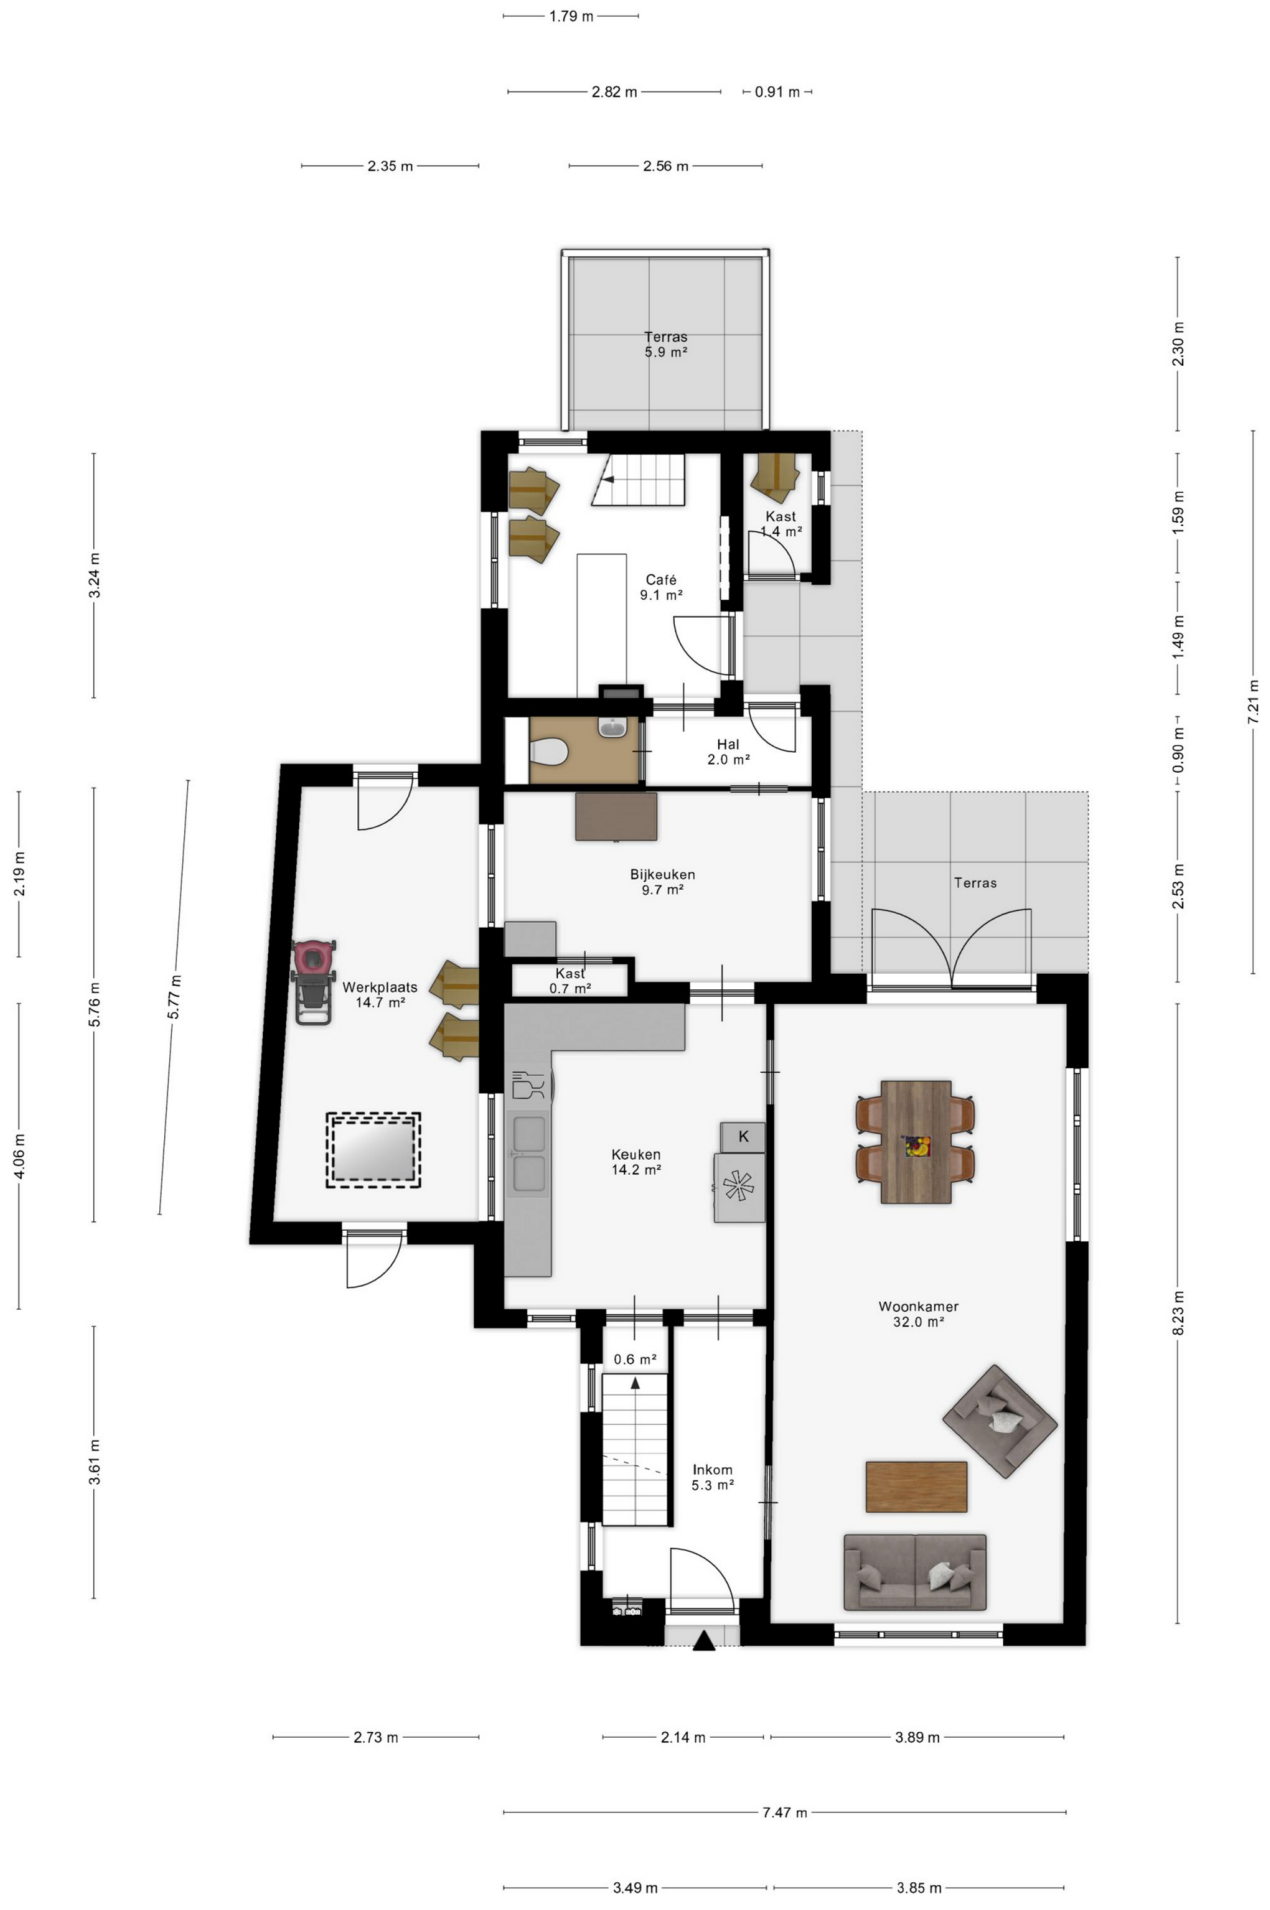 1.79 m
2.82 m
0.91 m
2.35 m
2.56 m
Terras
5.9 m²
2.30 m
Kast
1.4 m²
1.59 m
3.24 m
Café
9.1 m²
1.49 m
7.21 m
Hal
2.0 m²
0.90 m
2.19 m
Bijkeuken
9.7 m²
Terras
2.53 m
Kast
0.7 m²
Werkplaats
14.7 m²
5.77 m
5.76 m
K
Keuken
14.2 m²
4.06 m
Woonkamer
32.0 m²
8.23 m
0.6 m²
Inkom
5.3 m²
3.61 m
2.73 m
2.14 m
3.89 m
7.47 m
3.49 m
3.85 m